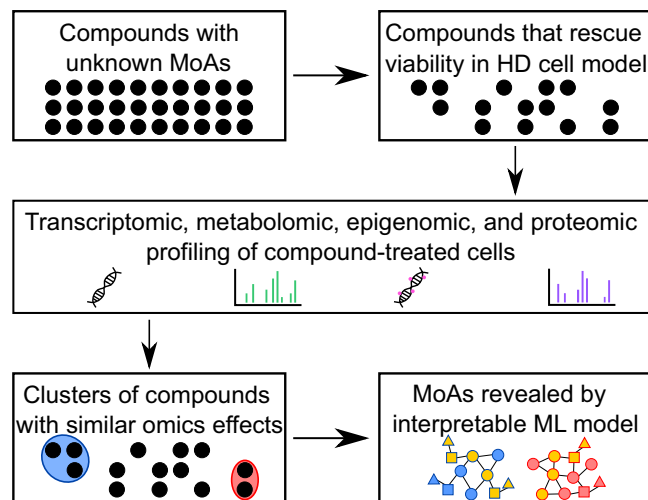 Compounds with
unknown MoAs
Compounds that rescue
viability in HD cell model
Transcriptomic, metabolomic, epigenomic, and proteomic
profiling of compound-treated cells
Clusters of compounds
with similar omics effects
MoAs revealed by
interpretable ML model